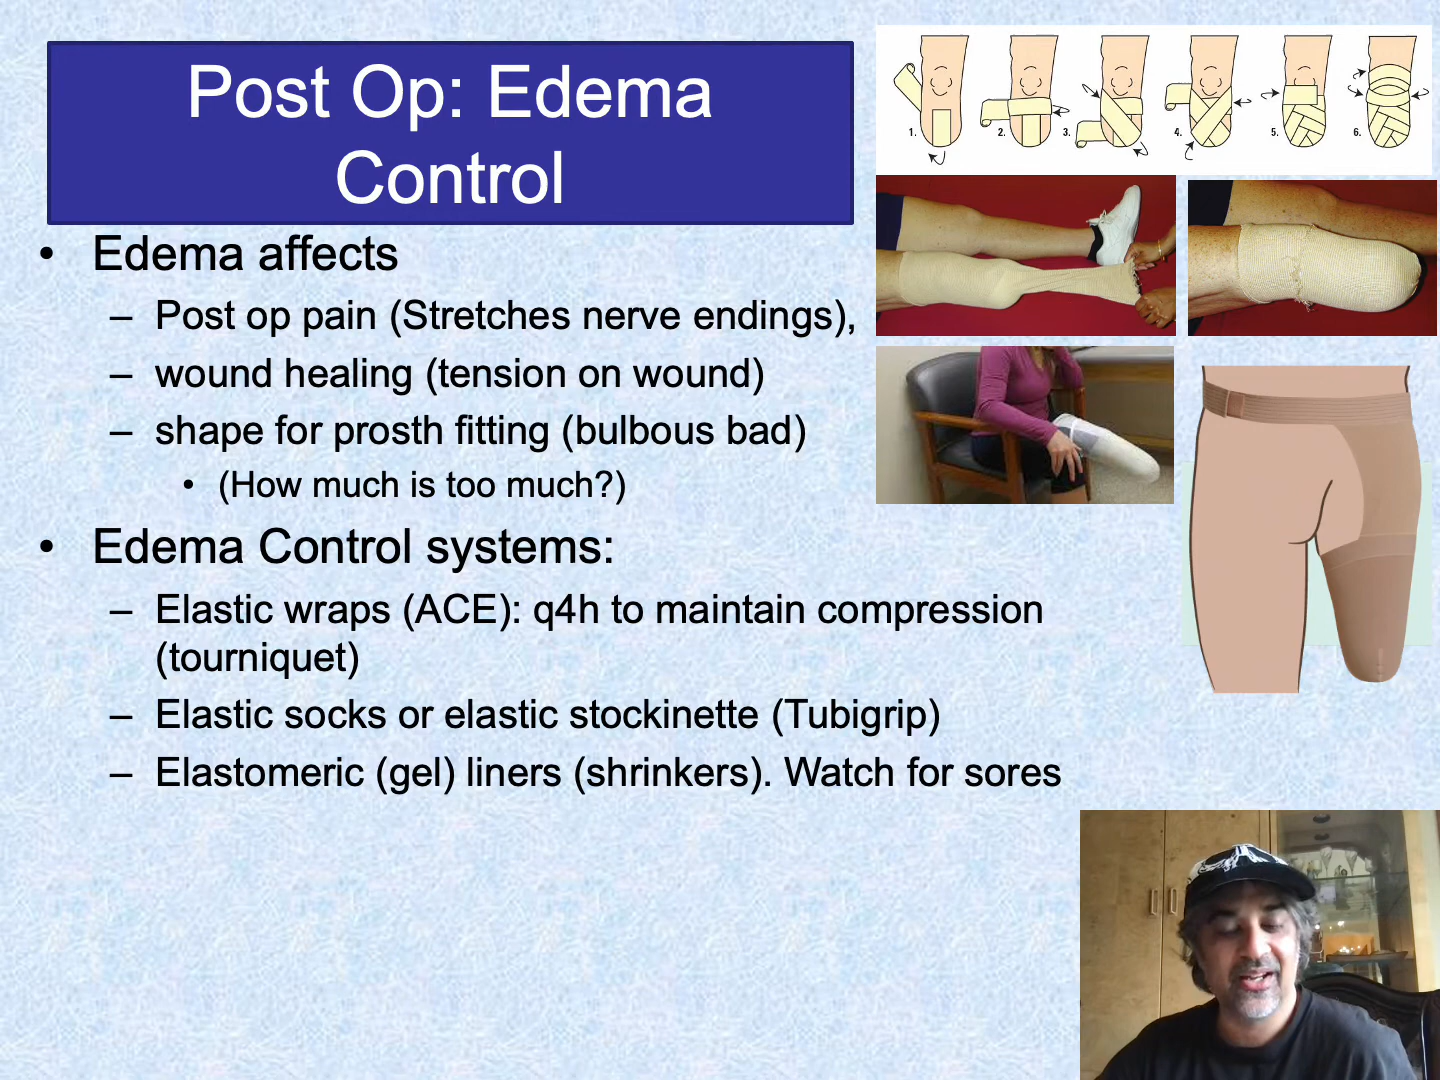 Post Op: Edema
Control
• Edema affects
– Post op pain (Stretches nerve endings),
– wound healing (tension on wound)
– shape for prosth fitting (bulbous bad)
• (How much is too much?)
• Edema Control systems:
– Elastic wraps (ACE): q4h to maintain compression
(tourniquet)
– Elastic socks or elastic stockinette (Tubigrip)
– Elastomeric (gel) liners (shrinkers). Watch for sores
1. 2. 3. 4. 5. 6.